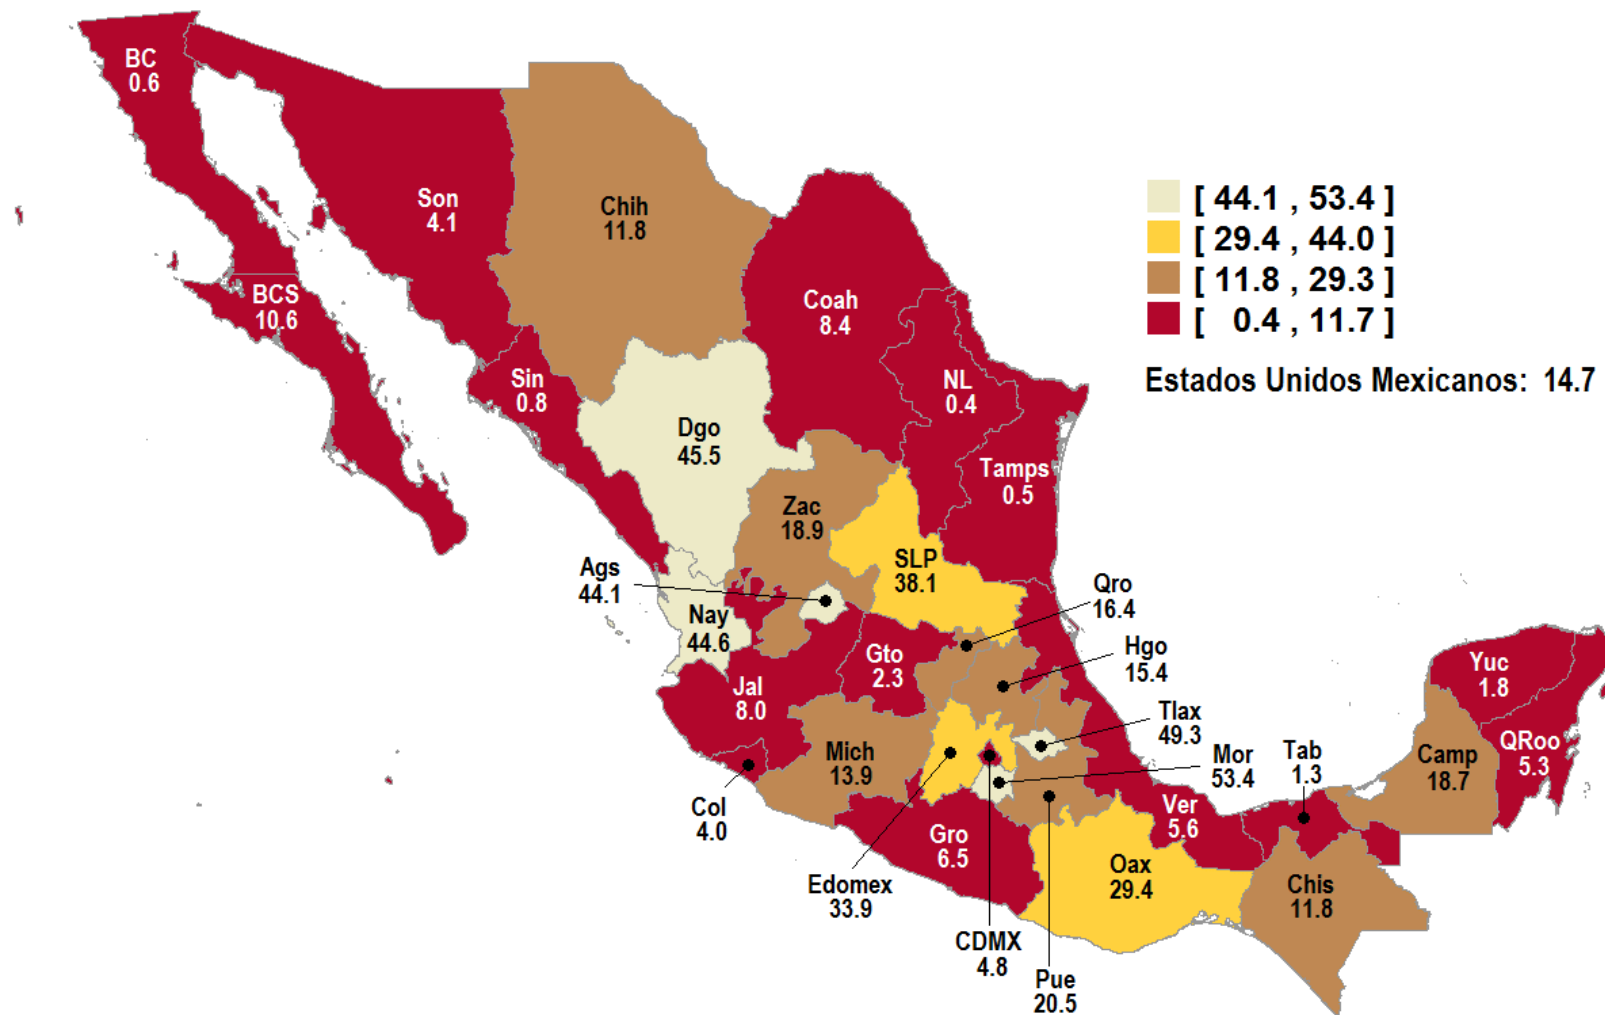 BC
0.6
Son
4.1
Chih
11.8
BCS
10.6
Coah
8.4
Sin
0.8
NL
0.4
Dgo
45.5
Tamps
0.5
Zac
18.9
SLP
38.1
Ags
44.1
Nay
44.6
Qro
16.4
Gto
2.3
Hgo
15.4
Jal
8.0
Tlax
49.3
Mich
13.9
Mor
53.4
Tab
1.3
Yuc
1.8
QRoo
5.3
Camp
18.7
Col
4.0
Ver
5.6
Gro
6.5
Oax
29.4
Chis
11.8
Edomex
33.9
CDMX
4.8
Pue
20.5
[ 44.1 , 53.4 ]
[ 29.4 , 44.0 ]
[ 11.8 , 29.3 ]
[ 0.4 , 11.7 ]
Estados Unidos Mexicanos: 14.7